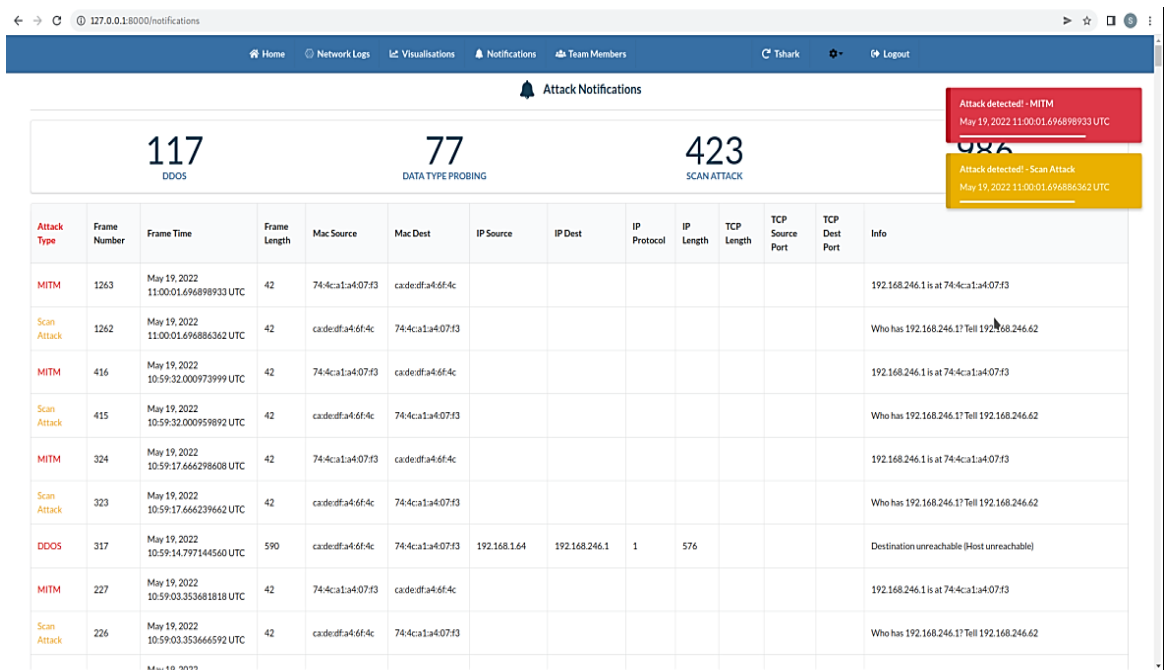 127.0.0.1:8000/notifications
S
Home Network Logs Visualisations Notifications Team Members Tshark Logout
Attack Notifications
Attack detected! - MITM
May 19, 2022 11:00:01.696898933 UTC
117 77 423 986
DDOS DATA TYPE PROBING SCAN ATTACK
Attack detected! - Scan Attack
May 19, 2022 11:00:01.696886362 UTC
Attack Type Frame Number Frame Time Frame Length Mac Source Mac Dest IP Source IP Dest IP Protocol IP Length TCP Length TCP Source Port TCP Dest Port Info
MITM 1263 May 19, 2022 11:00:01.696898933 UTC 42 74:4c:a1:a4:07:f3 ca:de:df:a4:6f:4c 192.168.246.1 is at 74:4c:a1:a4:07:f3
Scan Attack 1262 May 19, 2022 11:00:01.696886362 UTC 42 ca:de:df:a4:6f:4c 74:4c:a1:a4:07:f3 Who has 192.168.246.1? Tell 192.168.246.62
MITM 416 May 19, 2022 10:59:32.000973999 UTC 42 74:4c:a1:a4:07:f3 ca:de:df:a4:6f:4c 192.168.246.1 is at 74:4c:a1:a4:07:f3
Scan Attack 415 May 19, 2022 10:59:32.000959892 UTC 42 ca:de:df:a4:6f:4c 74:4c:a1:a4:07:f3 Who has 192.168.246.1? Tell 192.168.246.62
MITM 324 May 19, 2022 10:59:17.666298608 UTC 42 74:4c:a1:a4:07:f3 ca:de:df:a4:6f:4c 192.168.246.1 is at 74:4c:a1:a4:07:f3
Scan Attack 323 May 19, 2022 10:59:17.666239662 UTC 42 ca:de:df:a4:6f:4c 74:4c:a1:a4:07:f3 Who has 192.168.246.1? Tell 192.168.246.62
DDOS 317 May 19, 2022 10:59:14.797144560 UTC 590 ca:de:df:a4:6f:4c 74:4c:a1:a4:07:f3 192.168.1.64 192.168.246.1 1 576 Destination unreachable (Host unreachable)
MITM 227 May 19, 2022 10:59:03.353681818 UTC 42 74:4c:a1:a4:07:f3 ca:de:df:a4:6f:4c 192.168.246.1 is at 74:4c:a1:a4:07:f3
Scan Attack 226 May 19, 2022 10:59:03.353666592 UTC 42 ca:de:df:a4:6f:4c 74:4c:a1:a4:07:f3 Who has 192.168.246.1? Tell 192.168.246.62
May 19, 2022